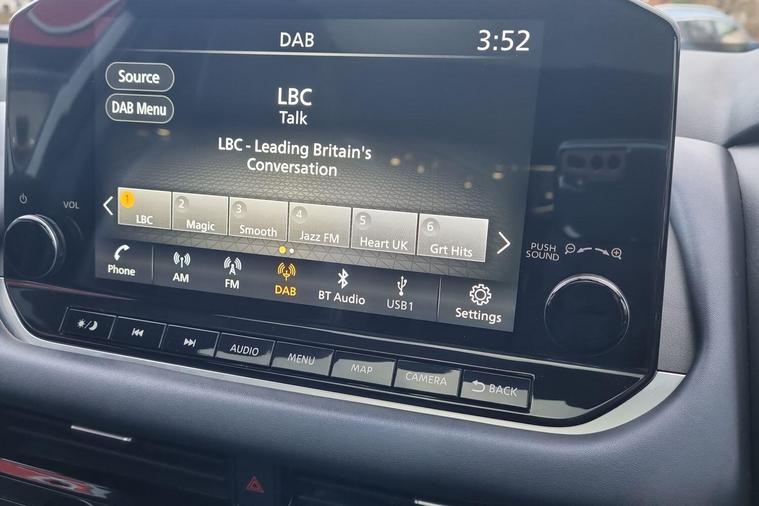 DAB
3:52
Source
DAB Menu
LBC
Talk
LBC - Leading Britain's
Conversation
1
LBC
2
Magic
3
Smooth
4
Jazz FM
5
Heart UK
6
Grt Hits
VOL
PUSH
SOUND
Phone
AM
FM
DAB
BT Audio
USB1
Settings
AUDIO
MENU
MAP
CAMERA
BACK